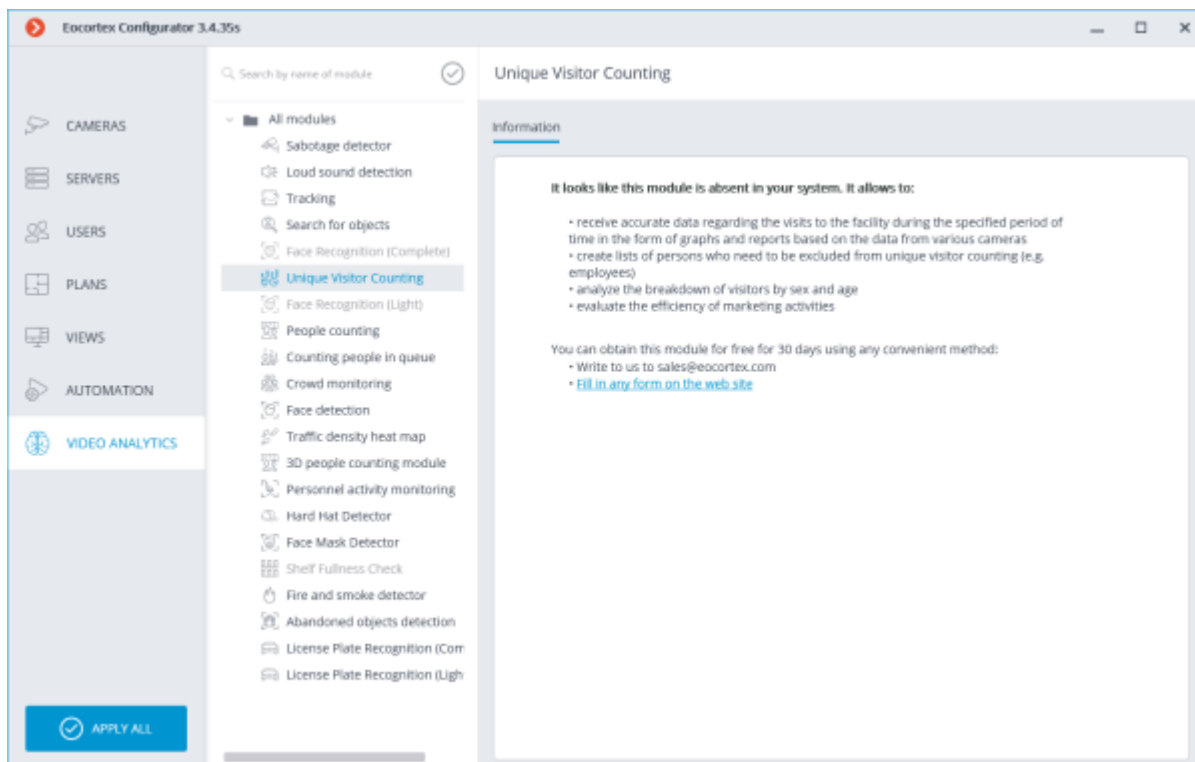 Eocortex Configurator 3.4.35s
CAMERAS
SERVERS
USERS
PLANS
VIEWS
AUTOMATION
VIDEO ANALYTICS
APPLY ALL
Search by name of module
All modules
Sabotage detector
Loud sound detection
Tracking
Search for objects
Face Recognition (Complete)
Unique Visitor Counting
Face Recognition (Light)
People counting
Counting people in queue
Crowd monitoring
Face detection
Traffic density heat map
3D people counting module
Personnel activity monitoring
Hard Hat Detector
Face Mask Detector
Shelf Fullness Check
Fire and smoke detector
Abandoned objects detection
License Plate Recognition (Com
License Plate Recognition (Ligh
Unique Visitor Counting
Information
It looks like this module is absent in your system. It allows to:
• receive accurate data regarding the visits to the facility during the specified period of
time in the form of graphs and reports based on the data from various cameras
• create lists of persons who need to be excluded from unique visitor counting (e.g.
employees)
• analyze the breakdown of visitors by sex and age
• evaluate the efficiency of marketing activities
You can obtain this module for free for 30 days using any convenient method:
• Write to us to sales@eocortex.com
• Fill in any form on the web site